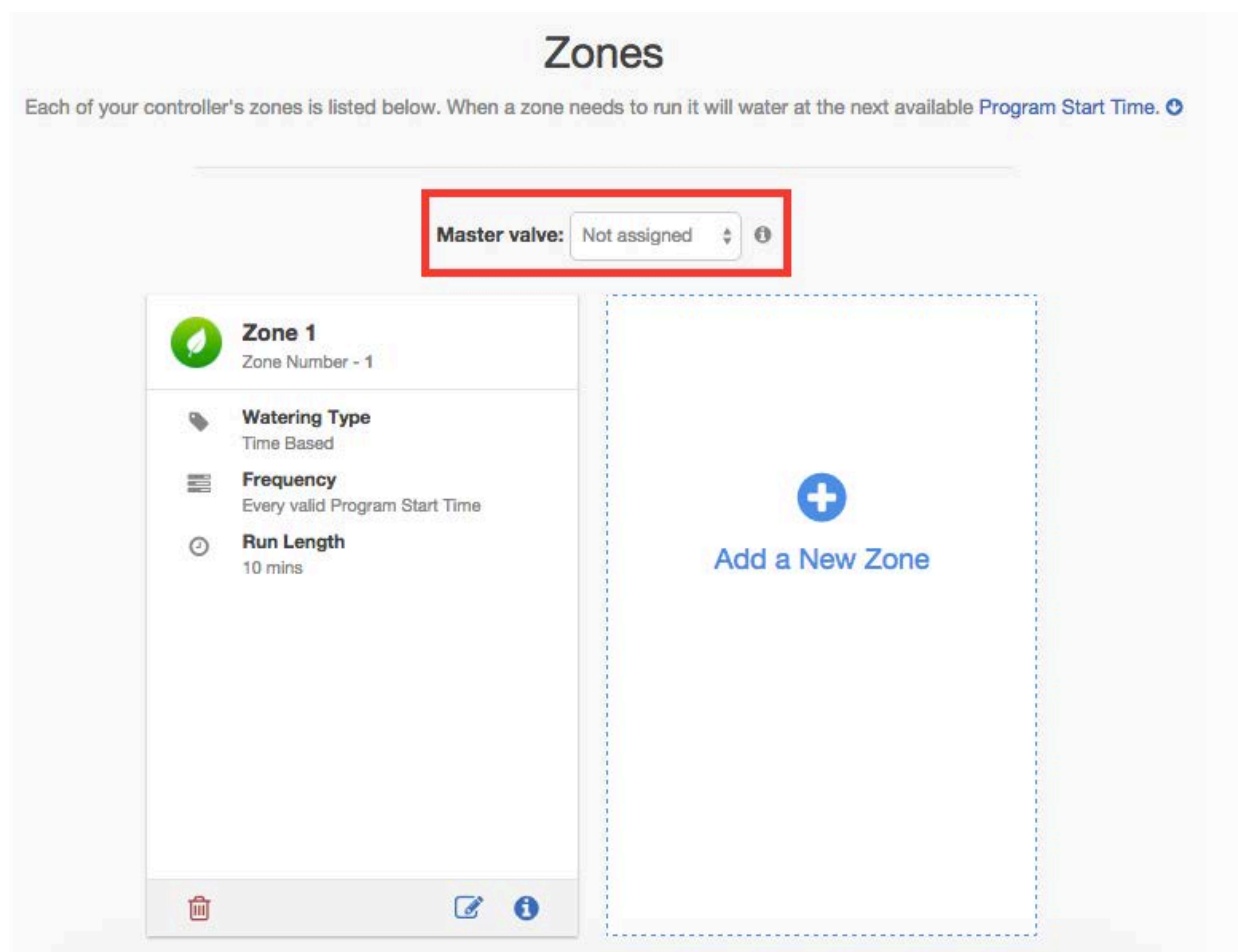 Zones
Each of your controller's zones is listed below. When a zone needs to run it will water at the next available Program Start Time.
Master valve: Not assigned
Zone 1
Zone Number - 1
Watering Type
Time Based
Frequency
Every valid Program Start Time
Run Length
10 mins
Add a New Zone